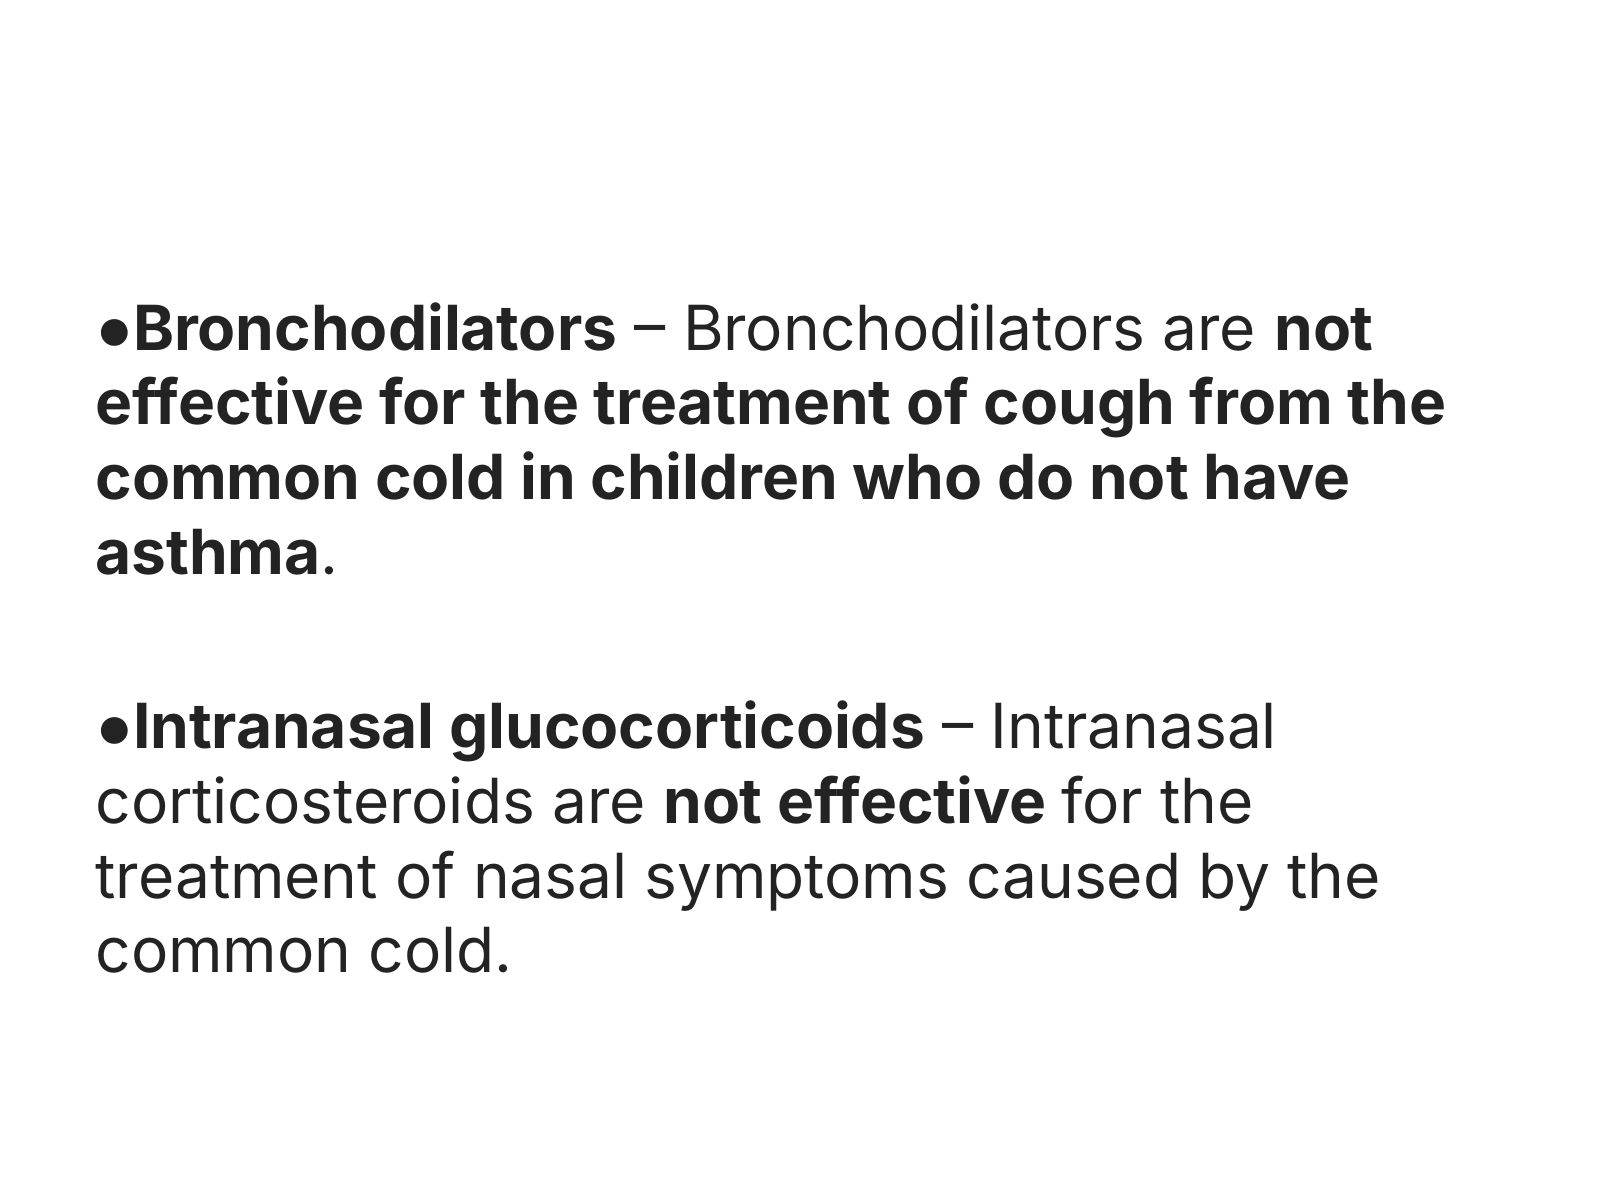 ●Bronchodilators – Bronchodilators are not
effective for the treatment of cough from the
common cold in children who do not have
asthma.
●Intranasal glucocorticoids – Intranasal
corticosteroids are not effective for the
treatment of nasal symptoms caused by the
common cold.